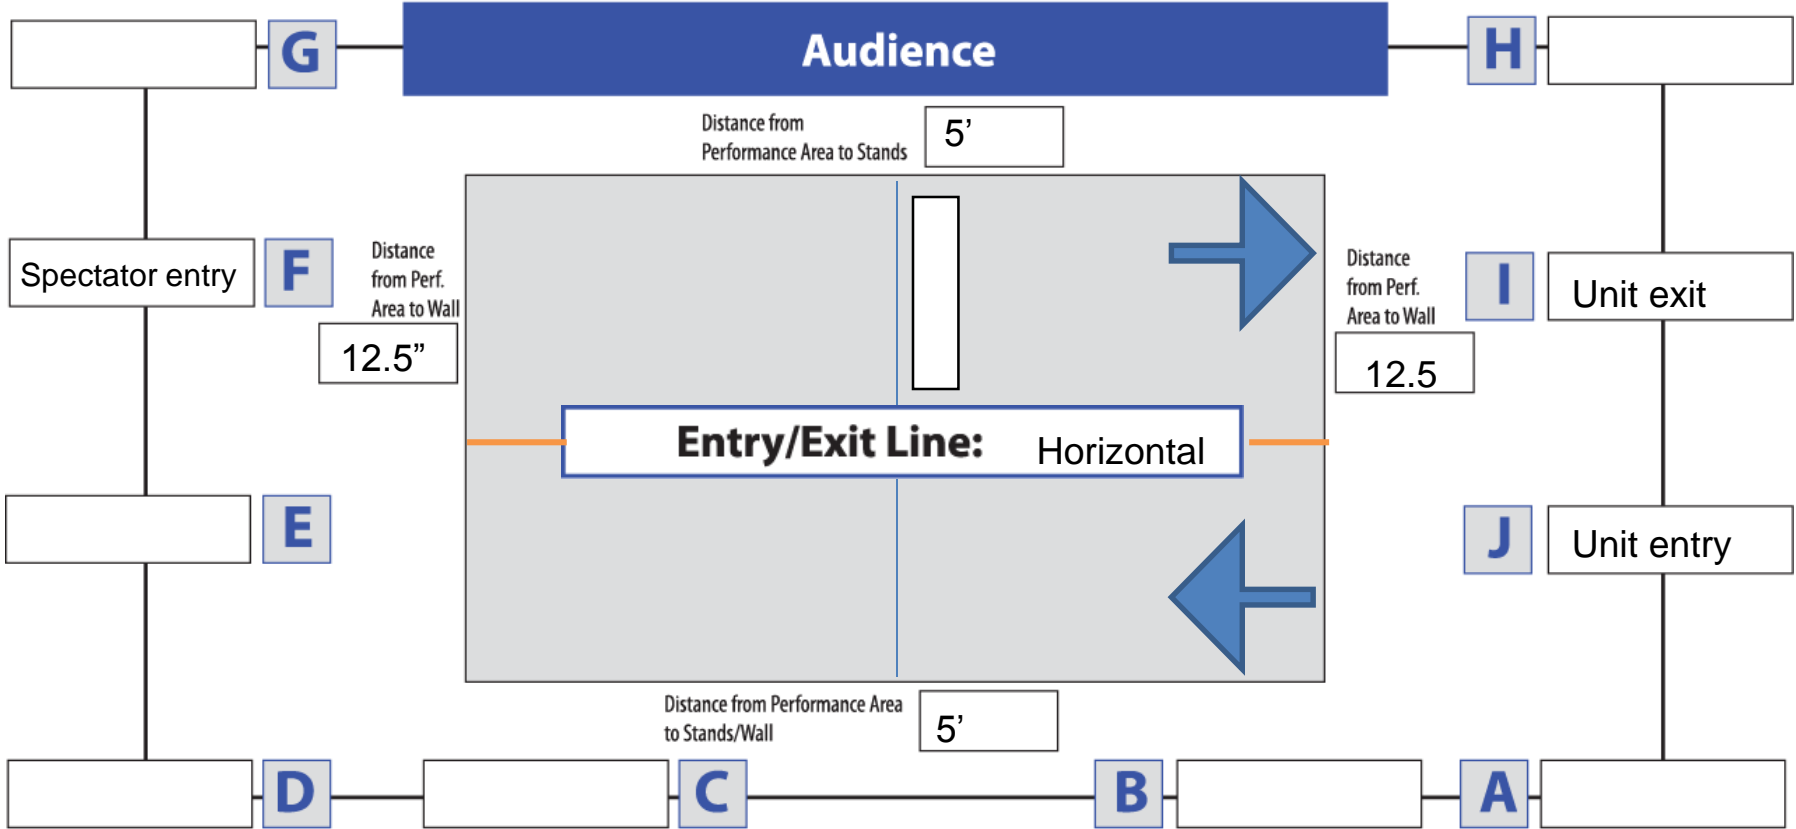 G
Audience
H
Distance from
Performance Area to Stands
5’
Spectator entry
F
Distance
from Perf.
Area to Wall
12.5”
Distance
from Perf.
Area to Wall
12.5
I
Unit exit
Entry/Exit Line: Horizontal
E
J
Unit entry
Distance from Performance Area
to Stands/Wall
5’
D
C
B
A